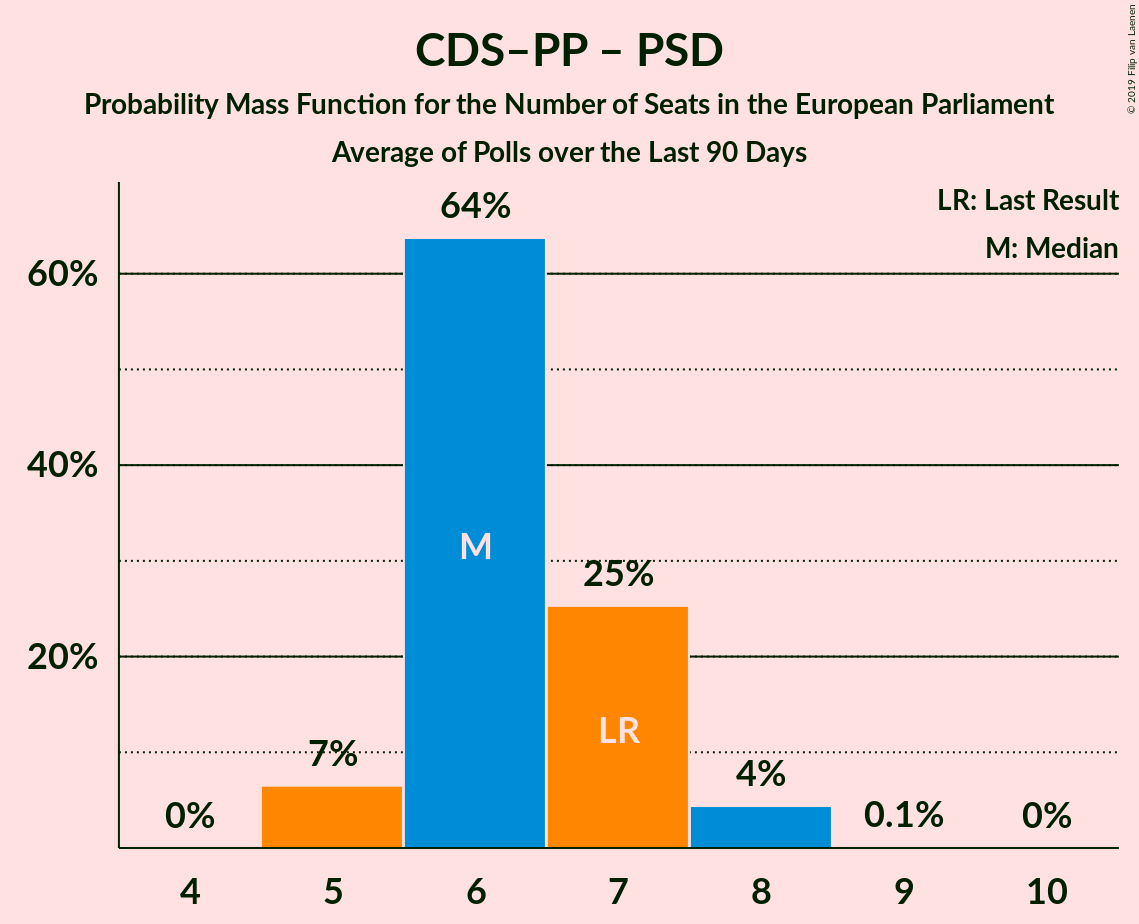 CDS–PP – PSD
Probability Mass Function for the Number of Seats in the European Parliament
Average of Polls over the Last 90 Days
© 2019 Filip van Laenen
LR: Last Result
M: Median
60%
40%
20%
0%
7%
64%
25%
4%
0.1%
0%
M
LR
4 5 6 7 8 9 10